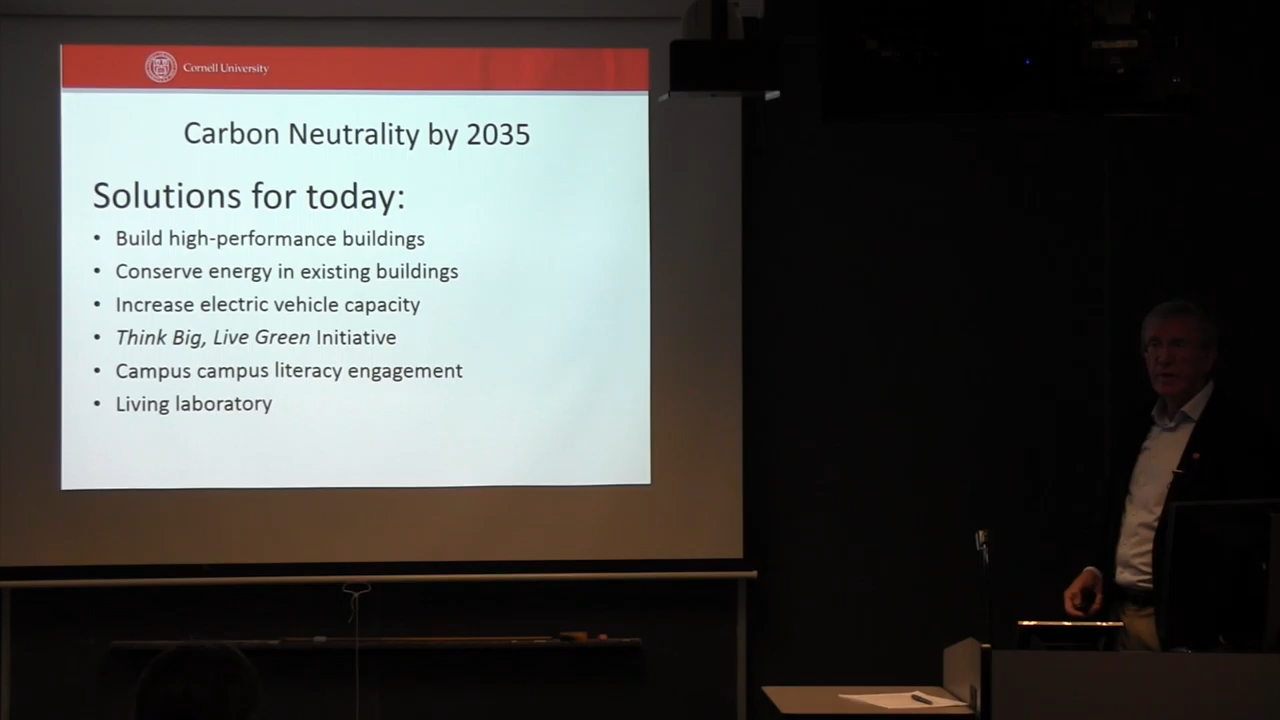 Cornell University
Carbon Neutrality by 2035
Solutions for today:
• Build high-performance buildings
• Conserve energy in existing buildings
• Increase electric vehicle capacity
• Think Big, Live Green Initiative
• Campus campus literacy engagement
• Living laboratory